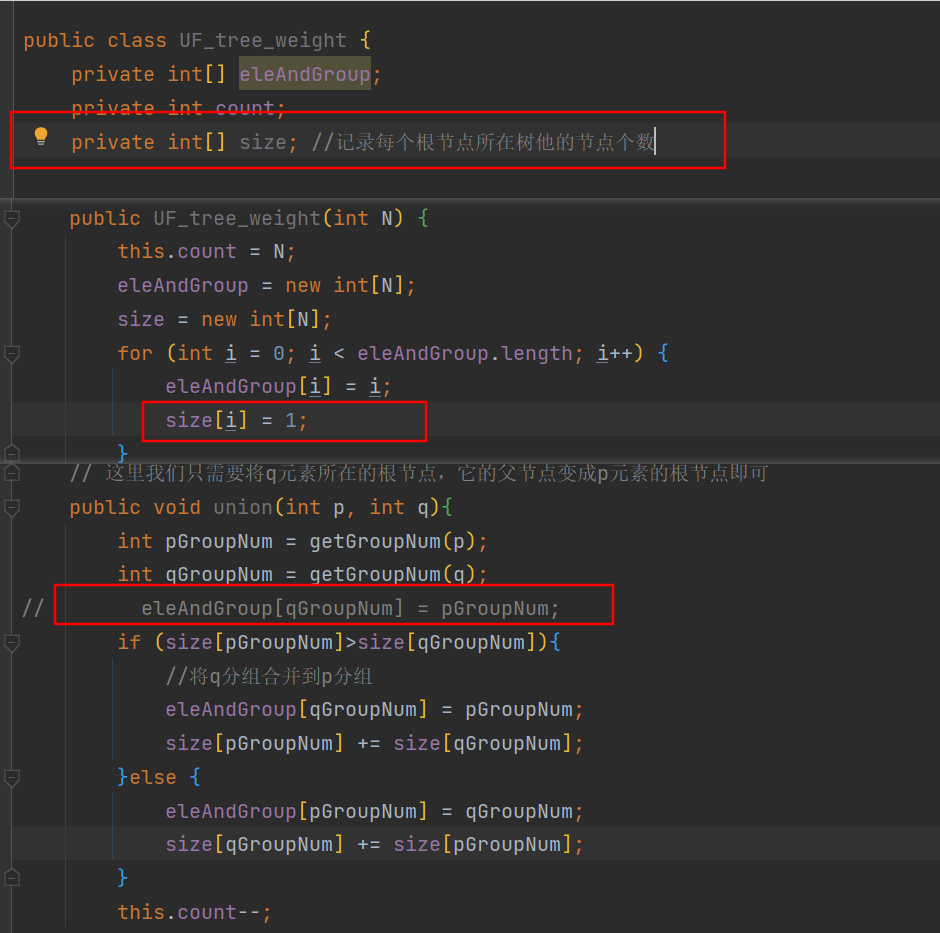 public class UF_tree_weight {
private int[] eleAndGroup;
private int count;
private int[] size; //记录每个根节点所在树他的节点个数
public UF_tree_weight(int N) {
this.count = N;
eleAndGroup = new int[N];
size = new int[N];
for (int i = 0; i < eleAndGroup.length; i++) {
eleAndGroup[i] = i;
size[i] = 1;
}
// 这里我们只需要将q元素所在的根节点，它的父节点变成p元素的根节点即可
public void union(int p, int q){
int pGroupNum = getGroupNum(p);
int qGroupNum = getGroupNum(q);
// eleAndGroup[qGroupNum] = pGroupNum;
if (size[pGroupNum]>size[qGroupNum]){
//将q分组合并到p分组
eleAndGroup[qGroupNum] = pGroupNum;
size[pGroupNum] += size[qGroupNum];
}else {
eleAndGroup[pGroupNum] = qGroupNum;
size[qGroupNum] += size[pGroupNum];
}
this.count--;